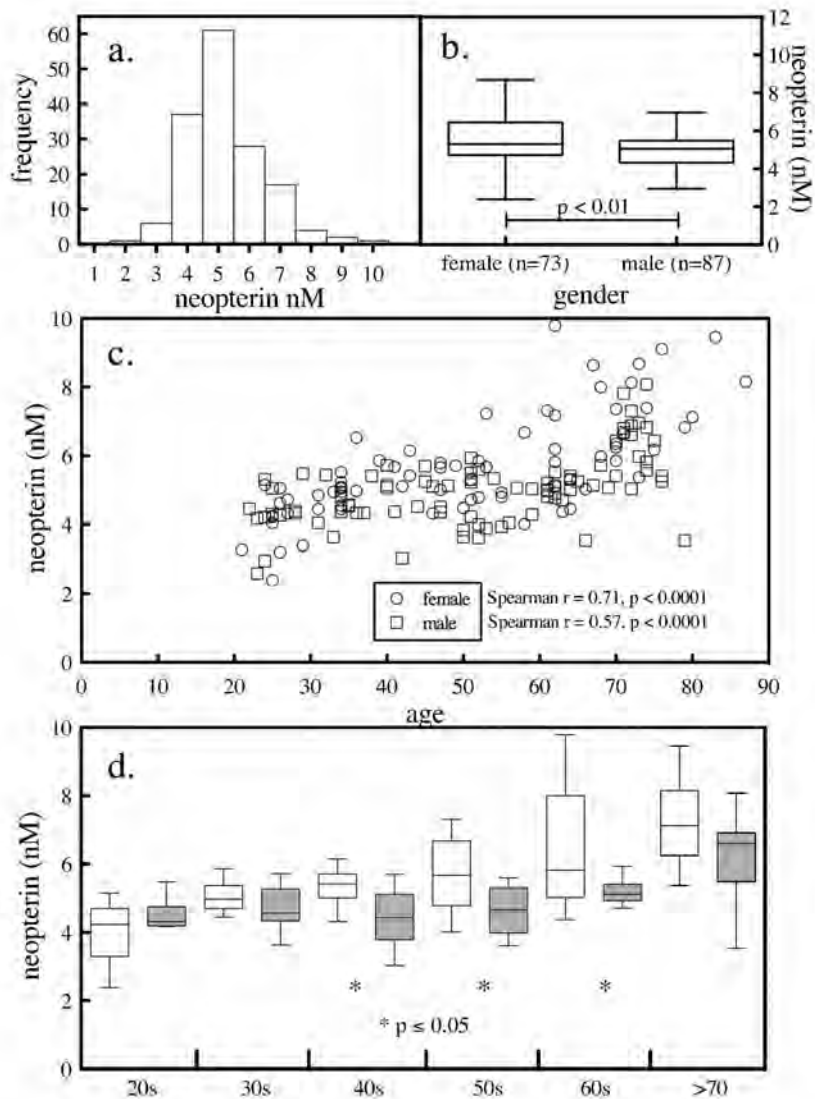 a.
frequency
60
50
40
30
20
10
0
1 2 3 4 5 6 7 8 9 10
neopterin nM
b.
12
10
8
6
4
2
0
neopterin (nM)
p < 0.01
female (n=73) male (n=87)
gender
c.
neopterin (nM)
10
8
6
4
2
0
female Spearman r = 0.71, p < 0.0001
male Spearman r = 0.57. p < 0.0001
0 10 20 30 40 50 60 70 80 90
age
d.
neopterin (nM)
10
8
6
4
2
0
* * *
* p ≤ 0.05
20s 30s 40s 50s 60s >70